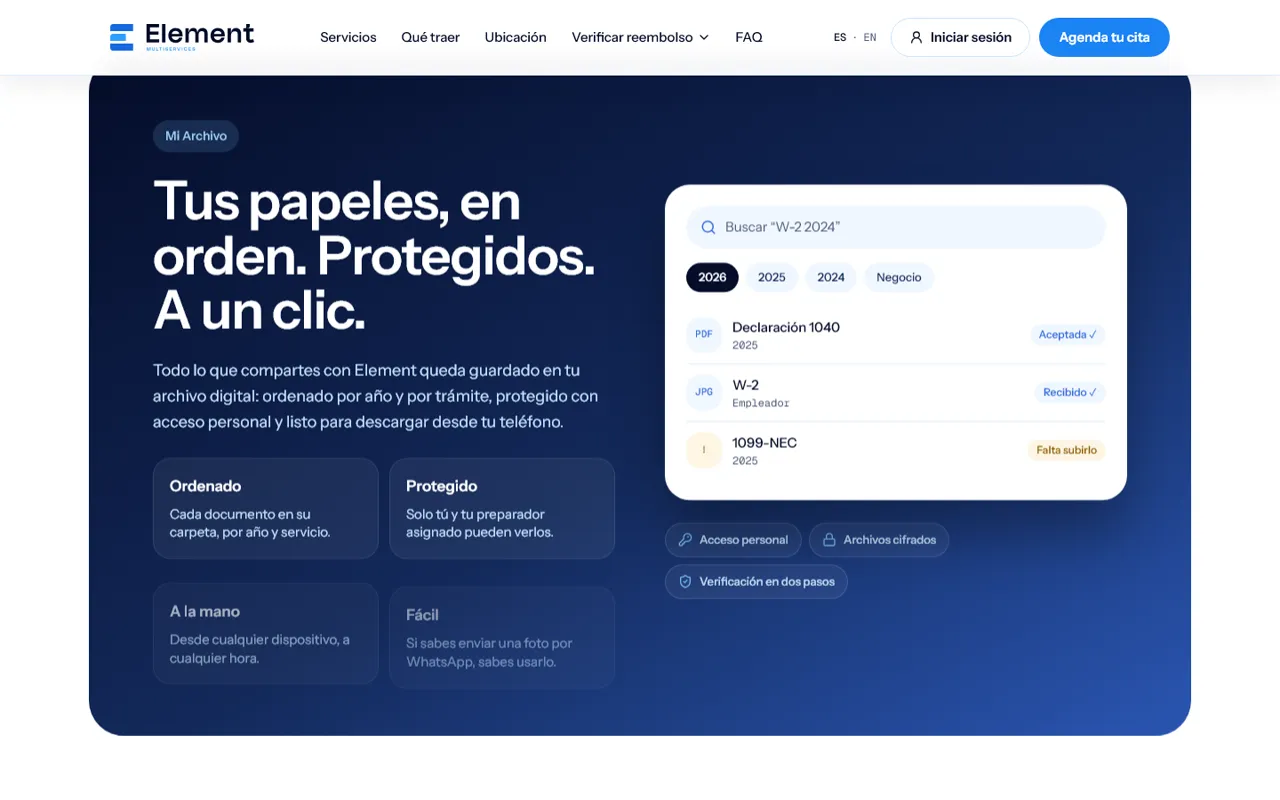 Element
MULTISERVICES
Servicios
Qué traer
Ubicación
Verificar reembolso
FAQ
ES · EN
Iniciar sesión
Agenda tu cita
Mi Archivo
Tus papeles, en
orden. Protegidos.
A un clic.
Todo lo que compartes con Element queda guardado en tu
archivo digital: ordenado por año y por trámite, protegido con
acceso personal y listo para descargar desde tu teléfono.
Ordenado
Cada documento en su
carpeta, por año y servicio.
Protegido
Solo tú y tu preparador
asignado pueden verlos.
A la mano
Desde cualquier dispositivo, a
cualquier hora.
Fácil
Si sabes enviar una foto por
WhatsApp, sabes usarlo.
Buscar “W-2 2024”
2026
2025
2024
Negocio
PDF
Declaración 1040
2025
Aceptada ✓
JPG
W-2
Empleador
Recibido ✓
!
1099-NEC
2025
Falta subirlo
Acceso personal
Archivos cifrados
Verificación en dos pasos